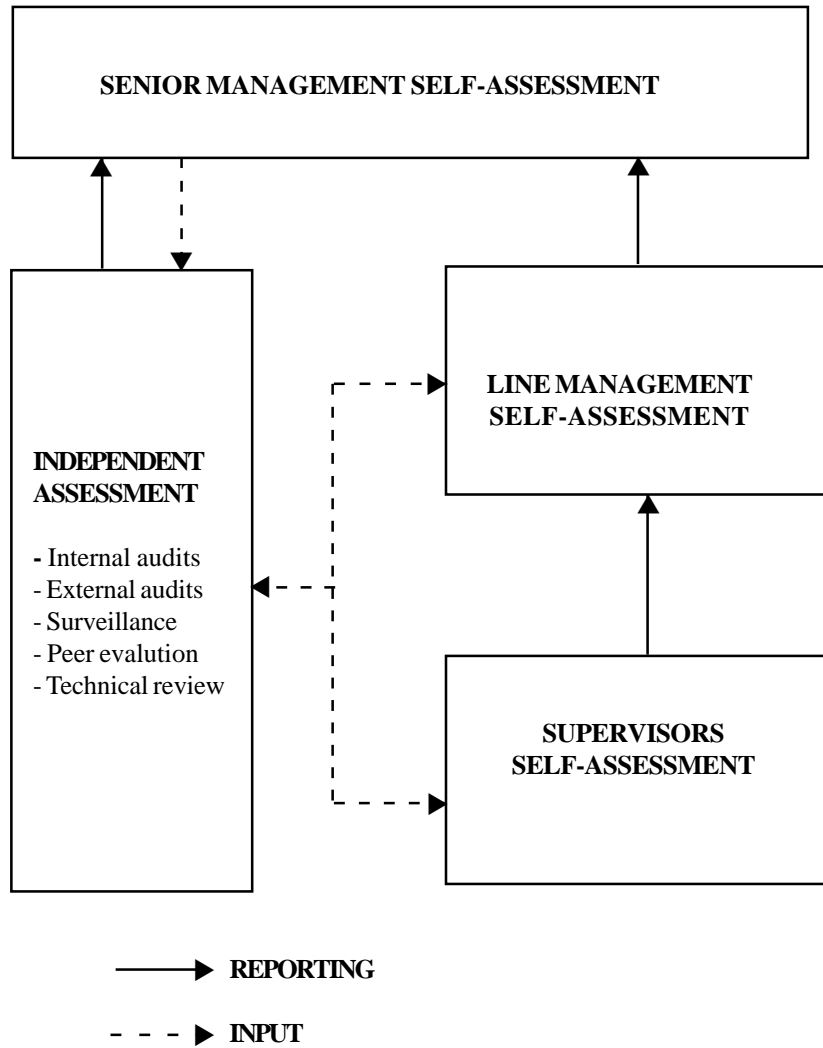 SENIOR MANAGEMENT SELF-ASSESSMENT
INDEPENDENT
ASSESSMENT
- Internal audits
- External audits
- Surveillance
- Peer evalution
- Technical review
LINE MANAGEMENT
SELF-ASSESSMENT
SUPERVISORS
SELF-ASSESSMENT
REPORTING
INPUT